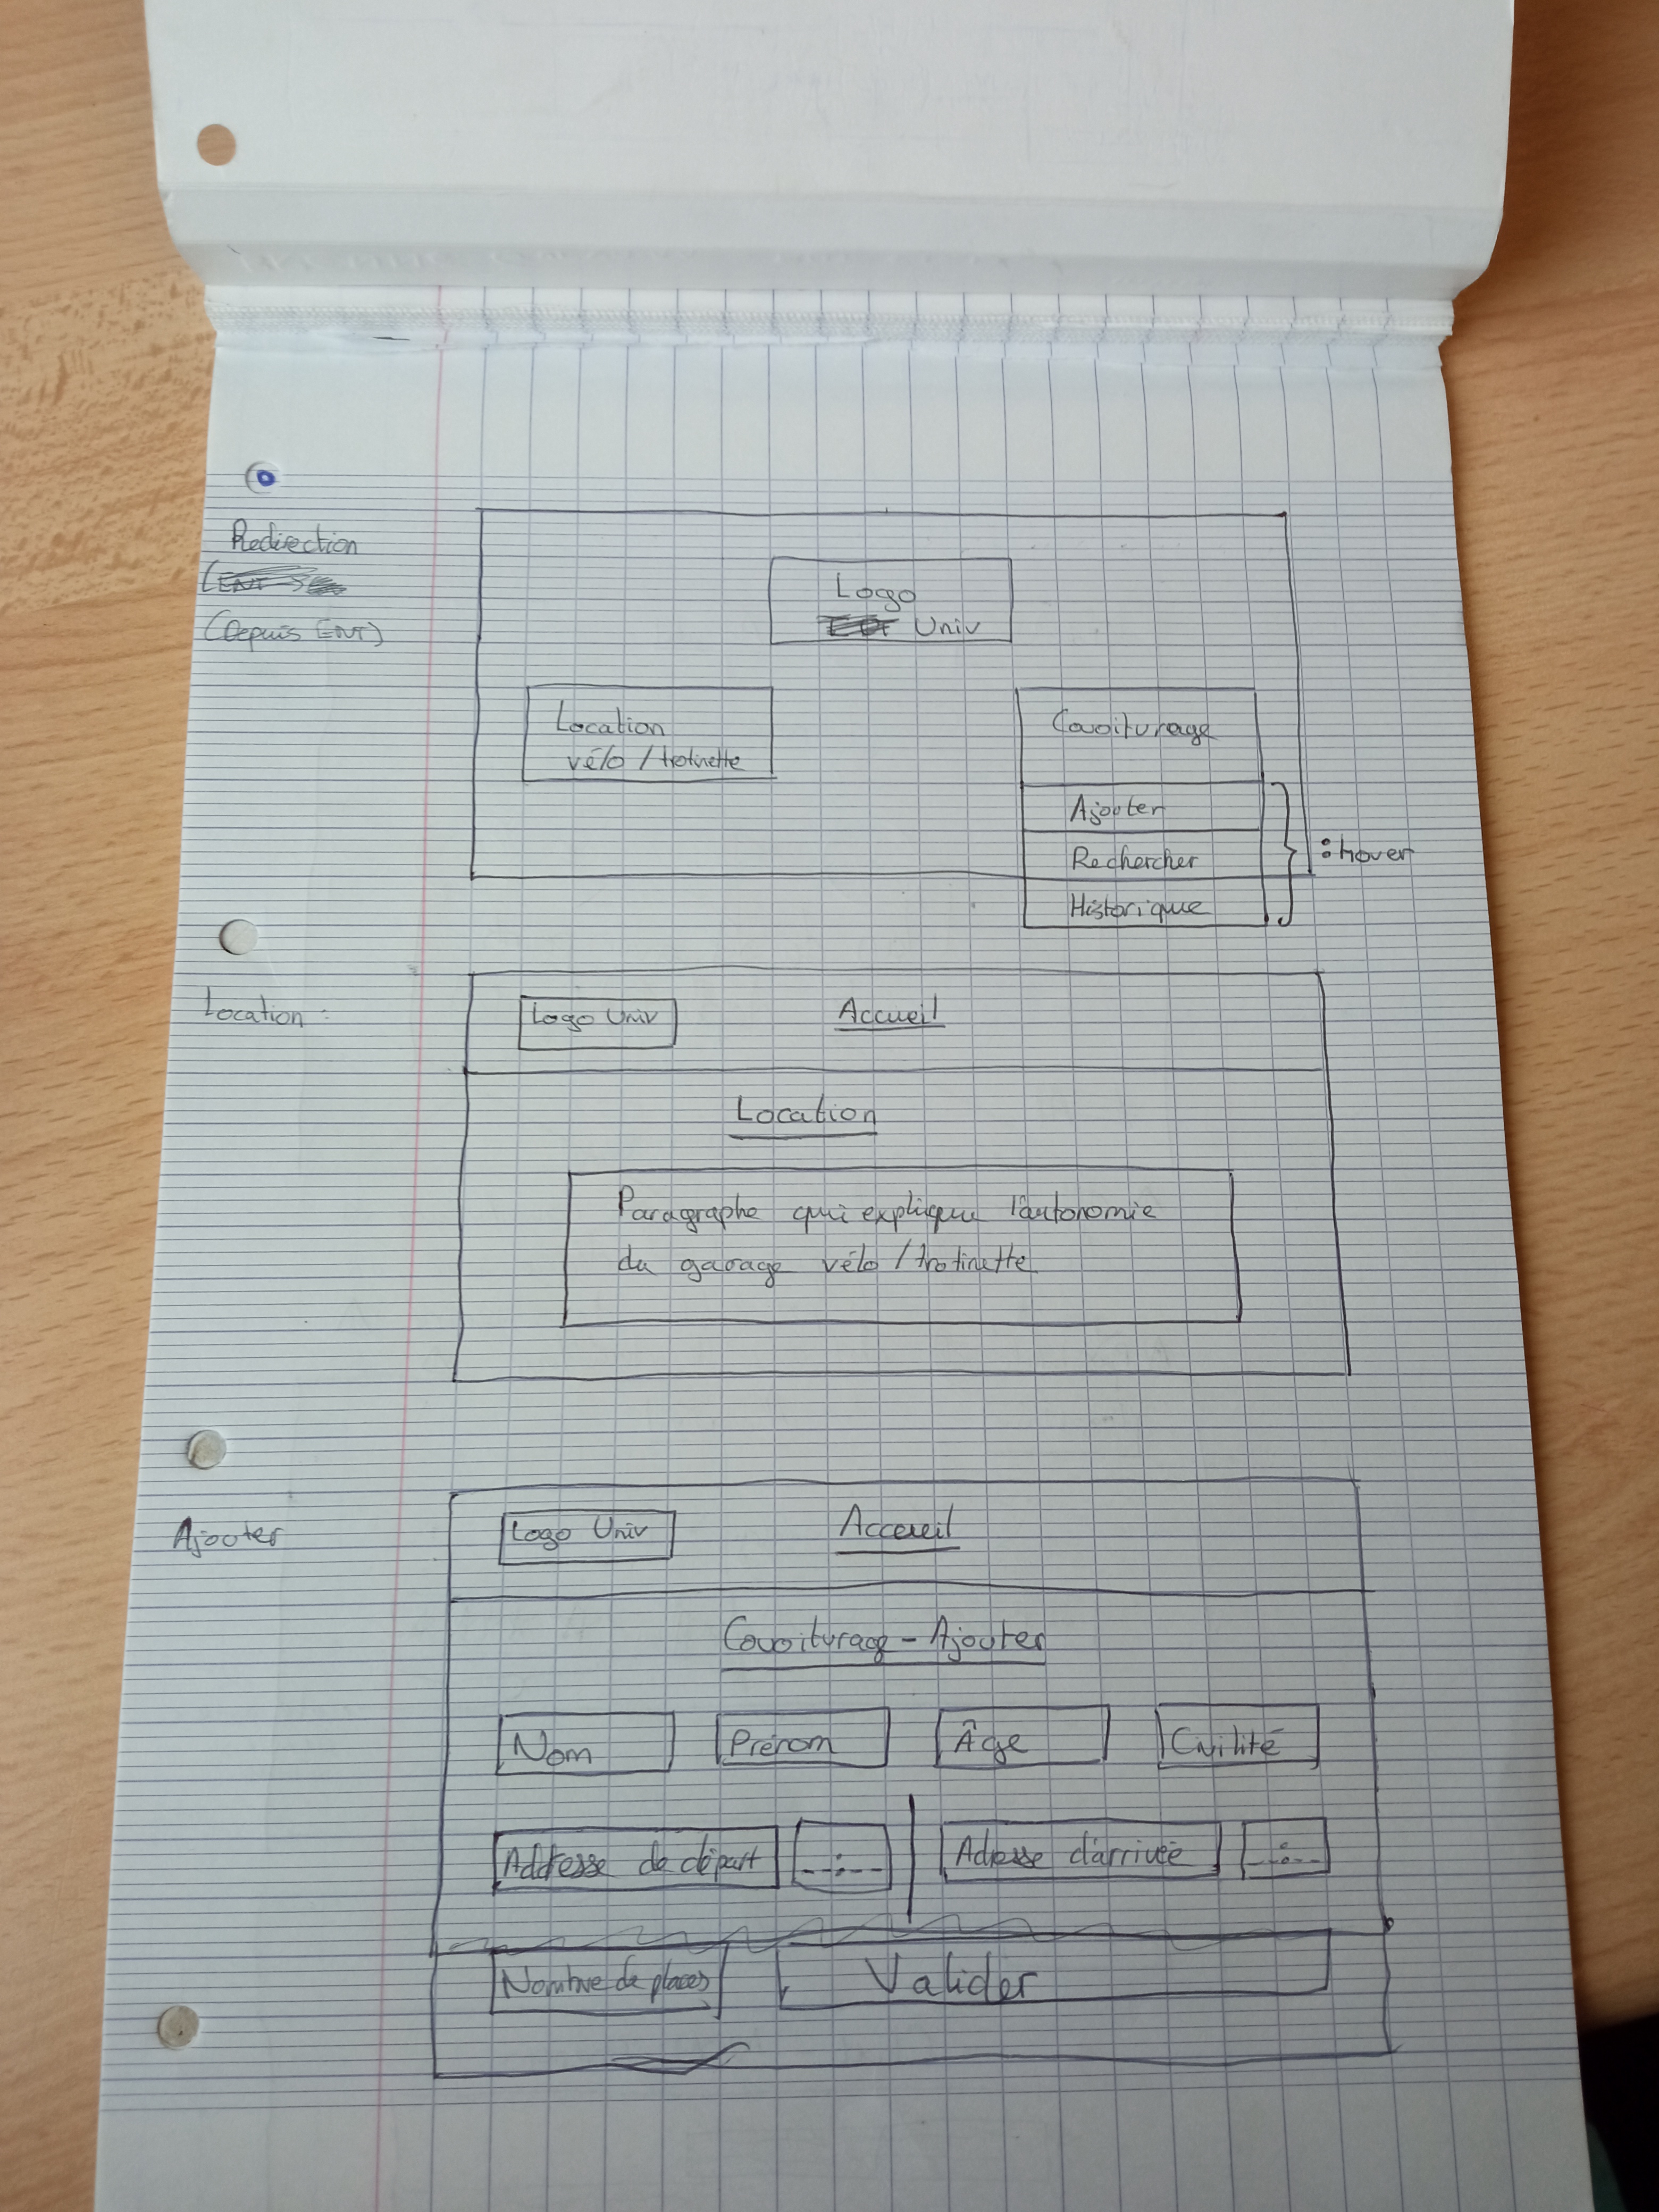 Redirection
(Depuis ENT)
Logo
Univ
Location
vélo / trotinette
Covoiturage
Ajouter
Rechercher
Historique
:hover
Location :
Logo Univ
Accueil
Location
Paragraphe qui explique l'autonomie
du garage vélo / trotinette
Ajouter
Logo Univ
Accueil
Covoiturage - Ajouter
Nom
Prénom
Âge
Civilité
Addresse de départ
--:--
Adresse d'arrivée
--:--
Nombre de places
Valider